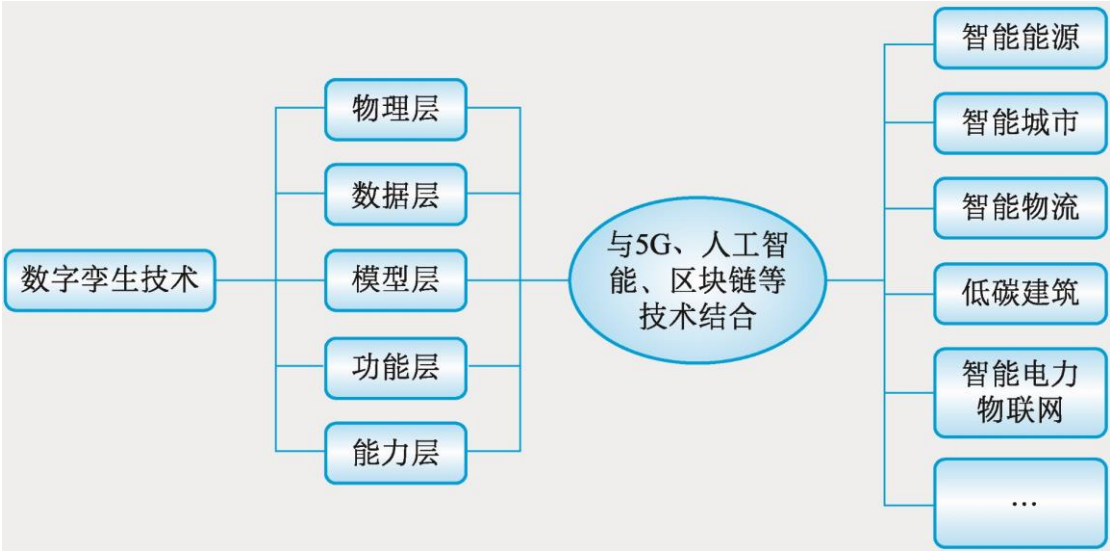 数字孪生技术
物理层
数据层
模型层
功能层
能力层
与5G、人工智
能、区块链等
技术结合
智能能源
智能城市
智能物流
低碳建筑
智能电力
物联网
…